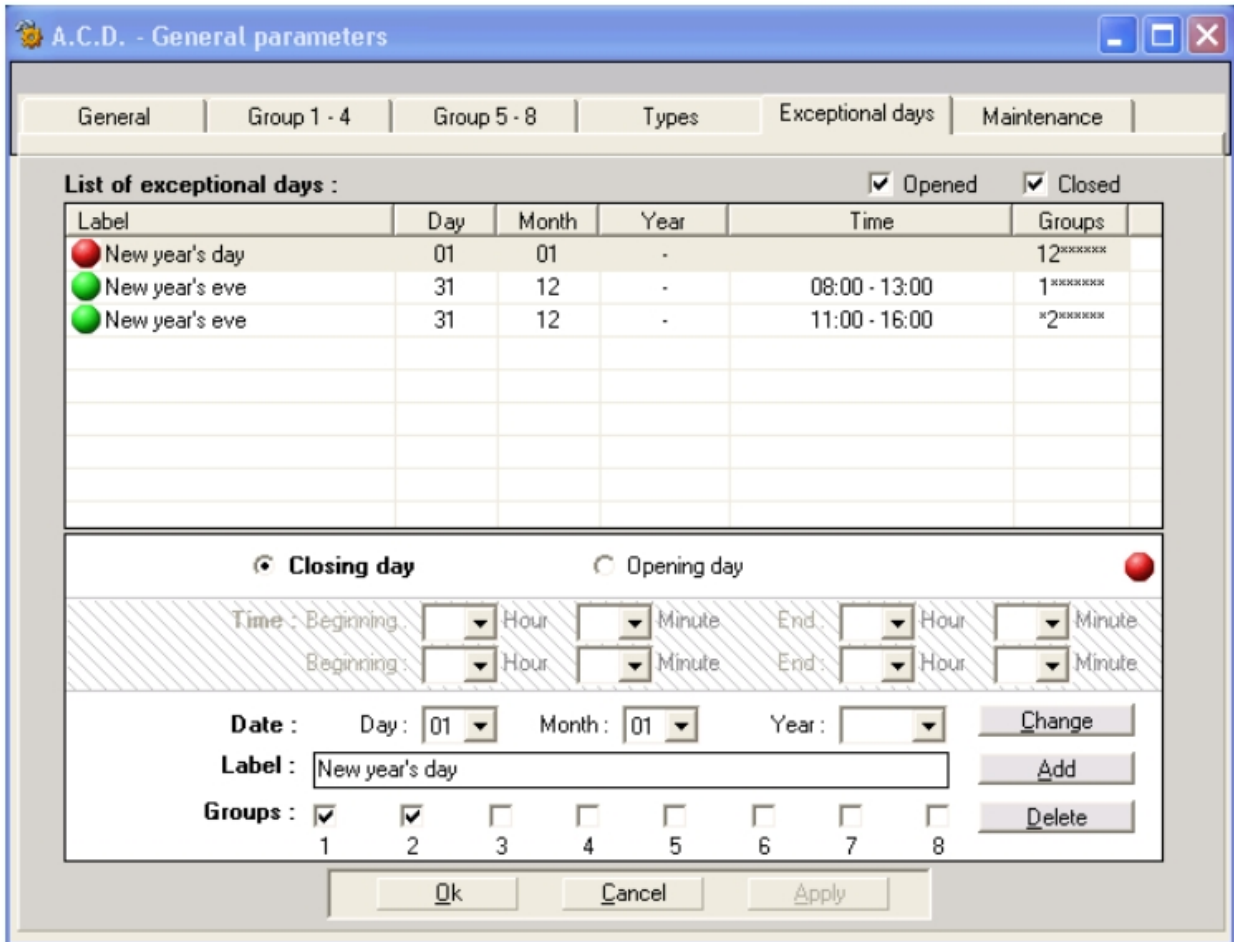 A.C.D. - General parameters
General Group 1 - 4 Group 5 - 8 Types Exceptional days Maintenance
List of exceptional days : Opened Closed
Label Day Month Year Time Groups
New year's day 01 01 - 12******
New year's eve 31 12 - 08:00 - 13:00 1*******
New year's eve 31 12 - 11:00 - 16:00 *2******
Closing day Opening day
Time : Beginning : Hour Minute End : Hour Minute
Beginning : Hour Minute End : Hour Minute
Date : Day : 01 Month : 01 Year : Change
Label : New year's day Add
Groups : Delete
1 2 3 4 5 6 7 8
Ok Cancel Apply